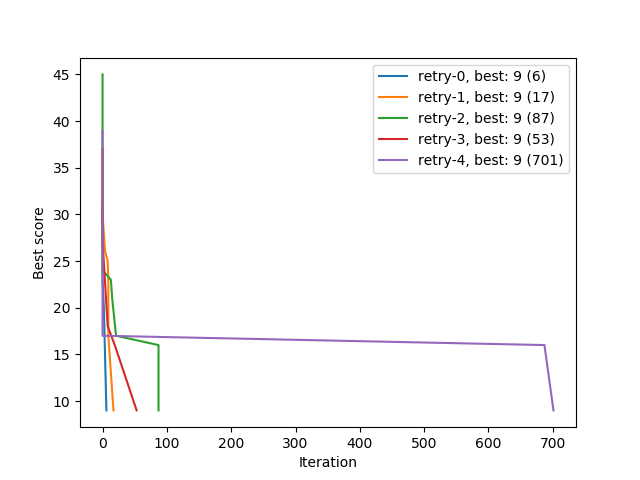 45
40
35
30
25
20
15
10
Best score
0
100
200
300
400
500
600
700
Iteration
retry-0, best: 9 (6)
retry-1, best: 9 (17)
retry-2, best: 9 (87)
retry-3, best: 9 (53)
retry-4, best: 9 (701)